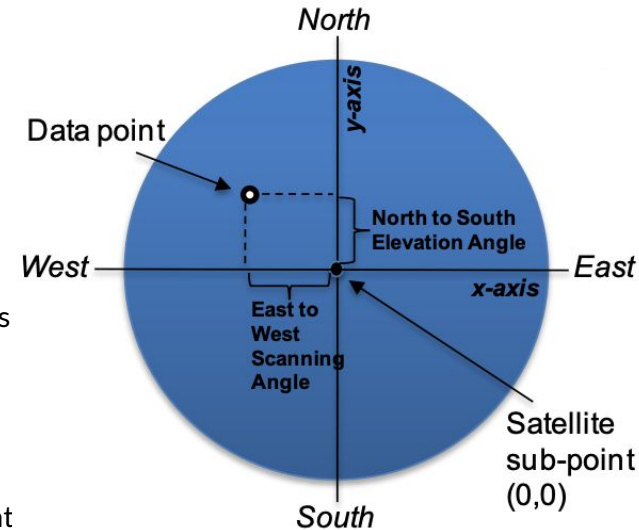 North
y-axis
Data point
North to South
Elevation Angle
West
East
x-axis
s
East to
West
Scanning
Angle
Satellite
sub-point
(0,0)
nt
South